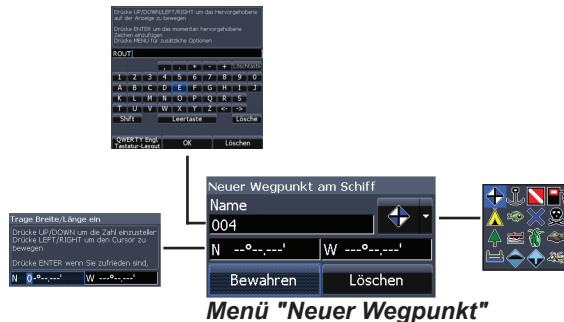 Drücke UP/DOWN/LEFT/RIGHT um das Hervorgehobene
auf der Anzeige zu bewegen
Drücke ENTER um das momentan hervorgehobene
Zeichen einzufügen
Drücke MENU für zusätzliche Optionen
ROUT
, . * - + Löschtaste
1 2 3 4 5 6 7 8 9 0
A B C D E F G H I J
K L M N O P Q R S
T U V W X Y Z <- ->
Shift Leertaste Lösche
QWERTY Engl. Tastatur-Layout OK Löschen
Neuer Wegpunkt am Schiff
Name
004
N --°--.---' W ---°--.---'
Bewahren Löschen
Trage Breite/Länge ein
Drücke UP/DOWN um die Zahl einzusteller
Drücke LEFT/RIGHT um den Cursor zu
bewegen
Drücke ENTER wenn Sie zufrieden sind,
N 0-°--.---' W ---°--.---'
Menü "Neuer Wegpunkt"